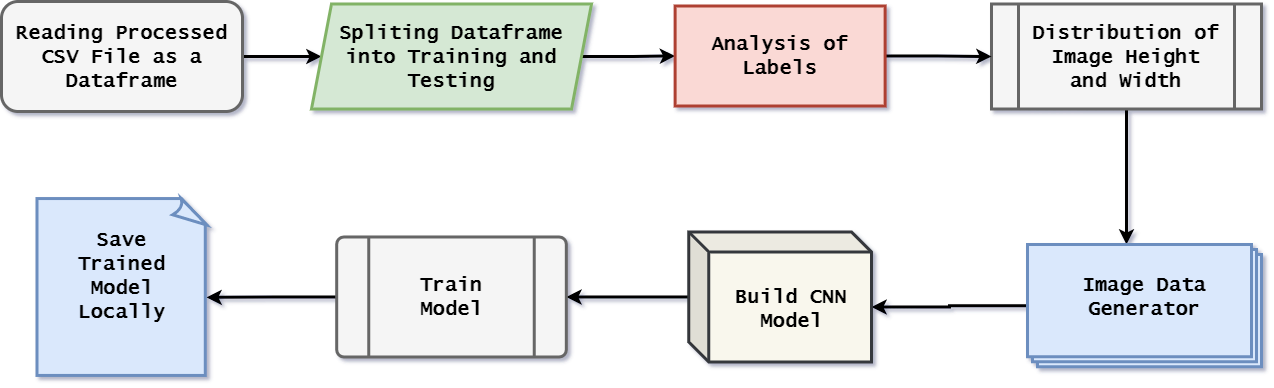 Reading Processed
CSV File as a
Dataframe
Spliting Dataframe
into Training and
Testing
Analysis of
Labels
Distribution of
Image Height
and Width
Image Data
Generator
Build CNN
Model
Train
Model
Save
Trained
Model
Locally